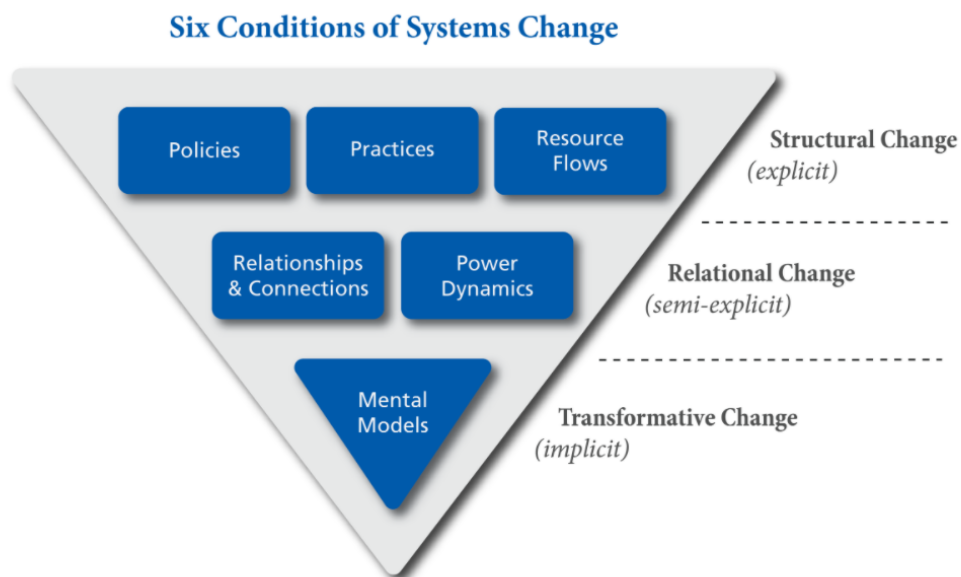 Six Conditions of Systems Change
Policies
Practices
Resource
Flows
Structural Change
(explicit)
Relationships
& Connections
Power
Dynamics
Relational Change
(semi-explicit)
Mental
Models
Transformative Change
(implicit)